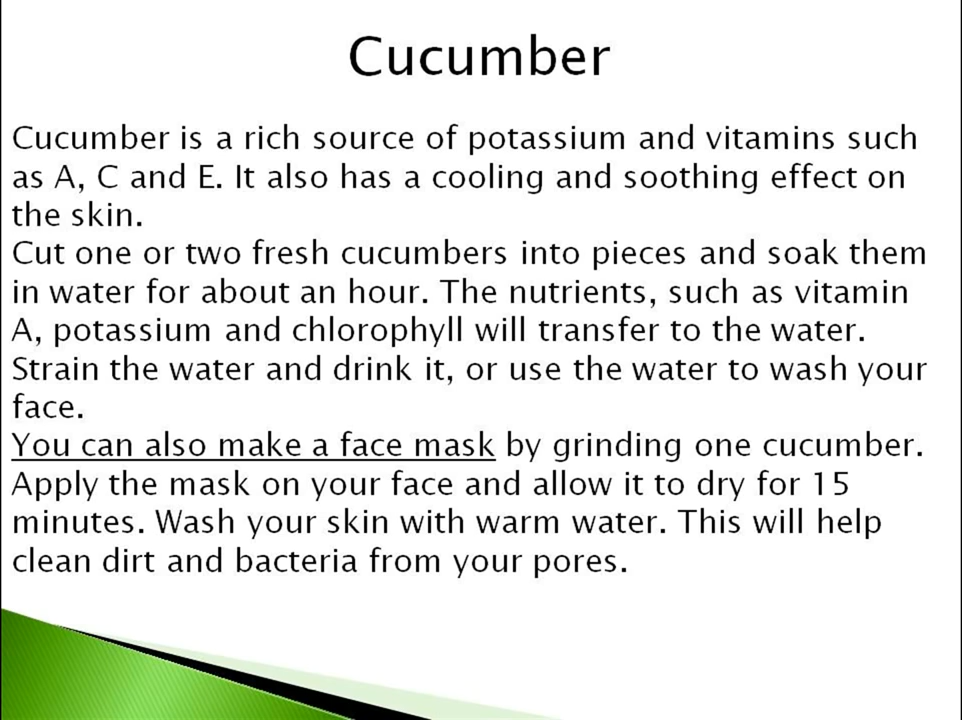 Cucumber
Cucumber is a rich source of potassium and vitamins such
as A, C and E. It also has a cooling and soothing effect on
the skin.
Cut one or two fresh cucumbers into pieces and soak them
in water for about an hour. The nutrients, such as vitamin
A, potassium and chlorophyll will transfer to the water.
Strain the water and drink it, or use the water to wash your
face.
You can also make a face mask by grinding one cucumber.
Apply the mask on your face and allow it to dry for 15
minutes. Wash your skin with warm water. This will help
clean dirt and bacteria from your pores.